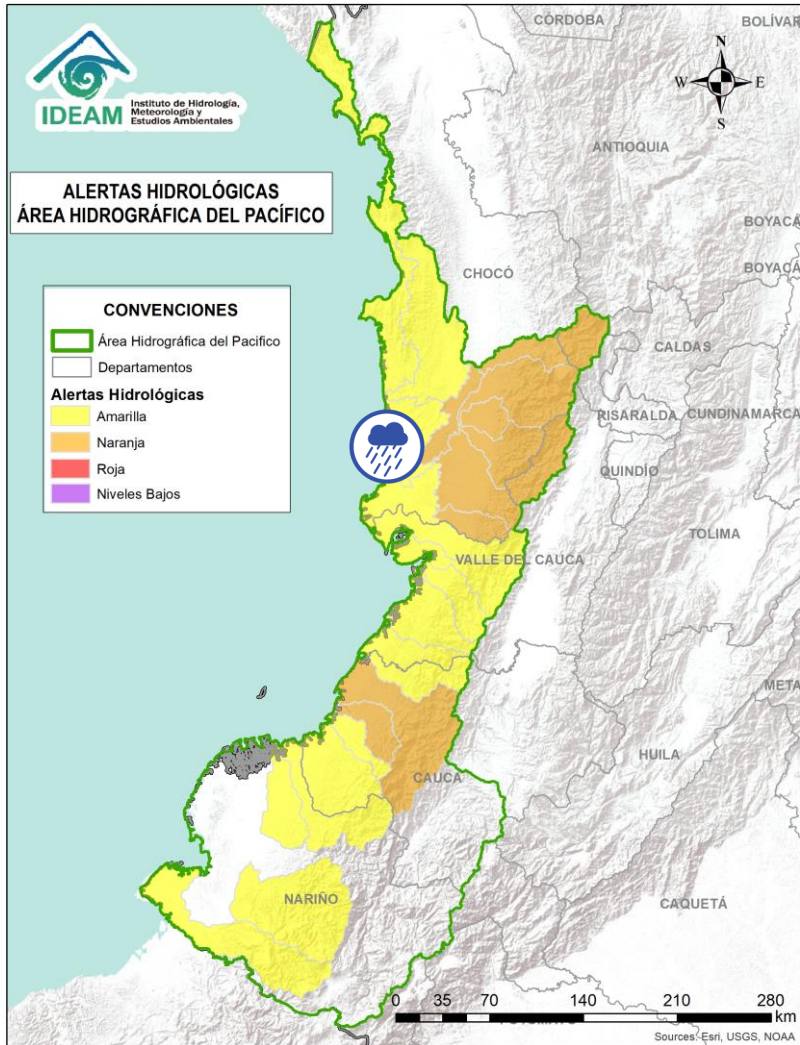 IDEAM
Instituto de Hidrología,
Meteorología y
Estudios Ambientales
ALERTAS HIDROLÓGICAS
ÁREA HIDROGRÁFICA DEL PACÍFICO
CONVENCIONES
Área Hidrográfica del Pacifico
Departamentos
Alertas Hidrológicas
Amarilla
Naranja
Roja
Niveles Bajos
CÓRDOBA
BOLÍVAR
N
W
E
S
ANTIOQUIA
BOYACÁ
CHOCÓ
BOYACÁ
CALDAS
RISARALDA
CUNDINAMARCA
QUINDÍO
TOLIMA
VALLE DEL CAUCA
META
HUILA
CAUCA
NARIÑO
CAQUETÁ
0 35 70 140 210 280
km
Sources: Esri, USGS, NOAA